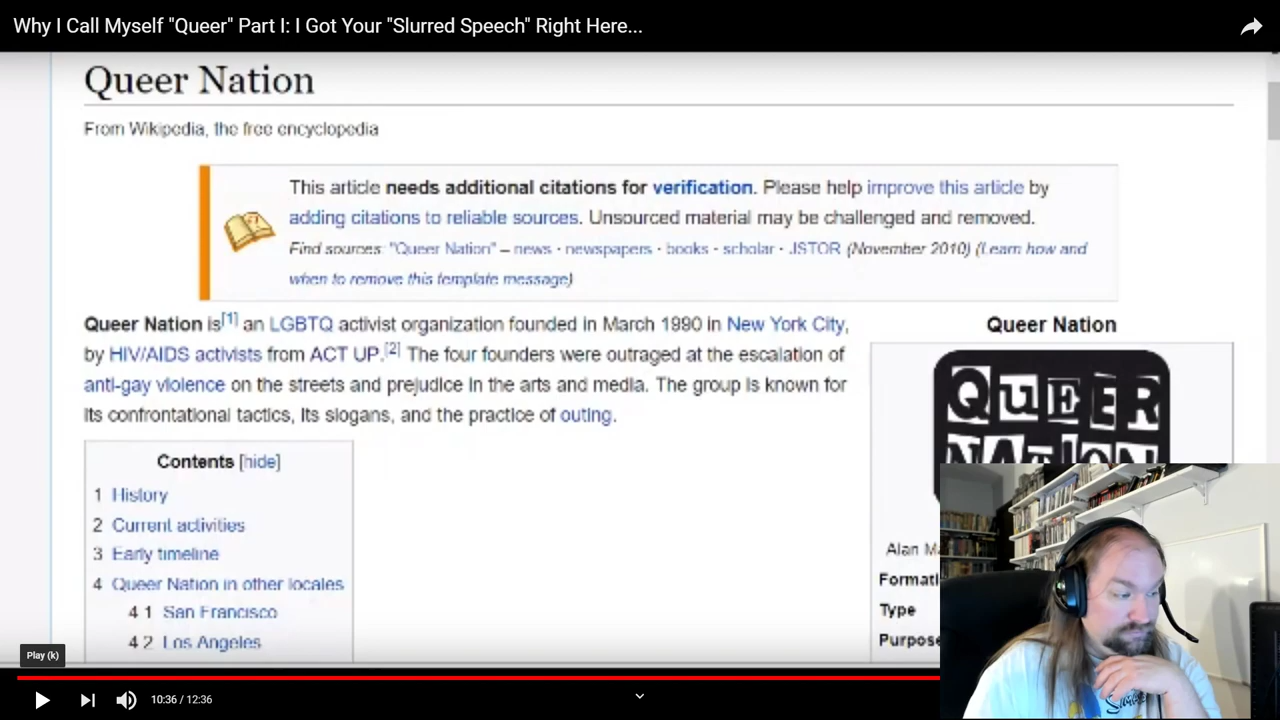 Why I Call Myself "Queer" Part I: I Got Your "Slurred Speech" Right Here...
Queer Nation
From Wikipedia, the free encyclopedia
This article needs additional citations for verification. Please help improve this article by
adding citations to reliable sources. Unsourced material may be challenged and removed.
Find sources: "Queer Nation" – news · newspapers · books · scholar · JSTOR (November 2010) (Learn how and
when to remove this template message)
Queer Nation is[1] an LGBTQ activist organization founded in March 1990 in New York City,
by HIV/AIDS activists from ACT UP.[2] The four founders were outraged at the escalation of
anti-gay violence on the streets and prejudice in the arts and media. The group is known for
its confrontational tactics, its slogans, and the practice of outing.
Queer Nation
QUEER
NATION
Contents [hide]
1 History
2 Current activities
3 Early timeline
4 Queer Nation in other locales
4 1 San Francisco
4 2 Los Angeles
Alan Ma
Formati
Type
Purpose
Play (k)
10:36 / 12:36